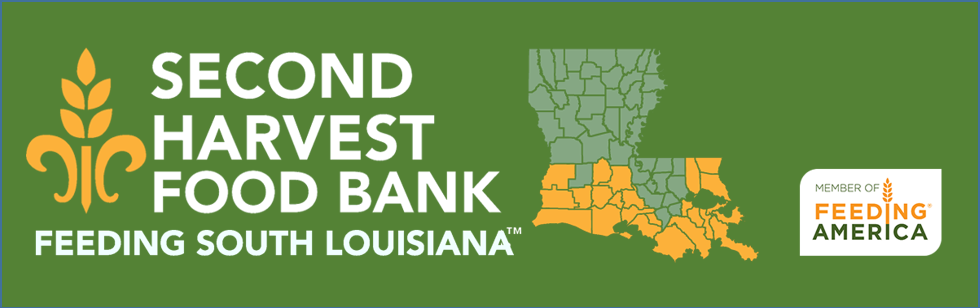 SECOND
HARVEST
FOOD BANK
FEEDING SOUTH LOUISIANA™
MEMBER OF
FEEDING®
AMERICA